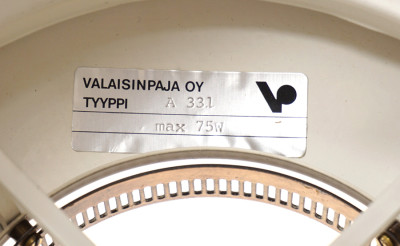 VALAISINPAJA OY
TYYPPI A 331
max 75W